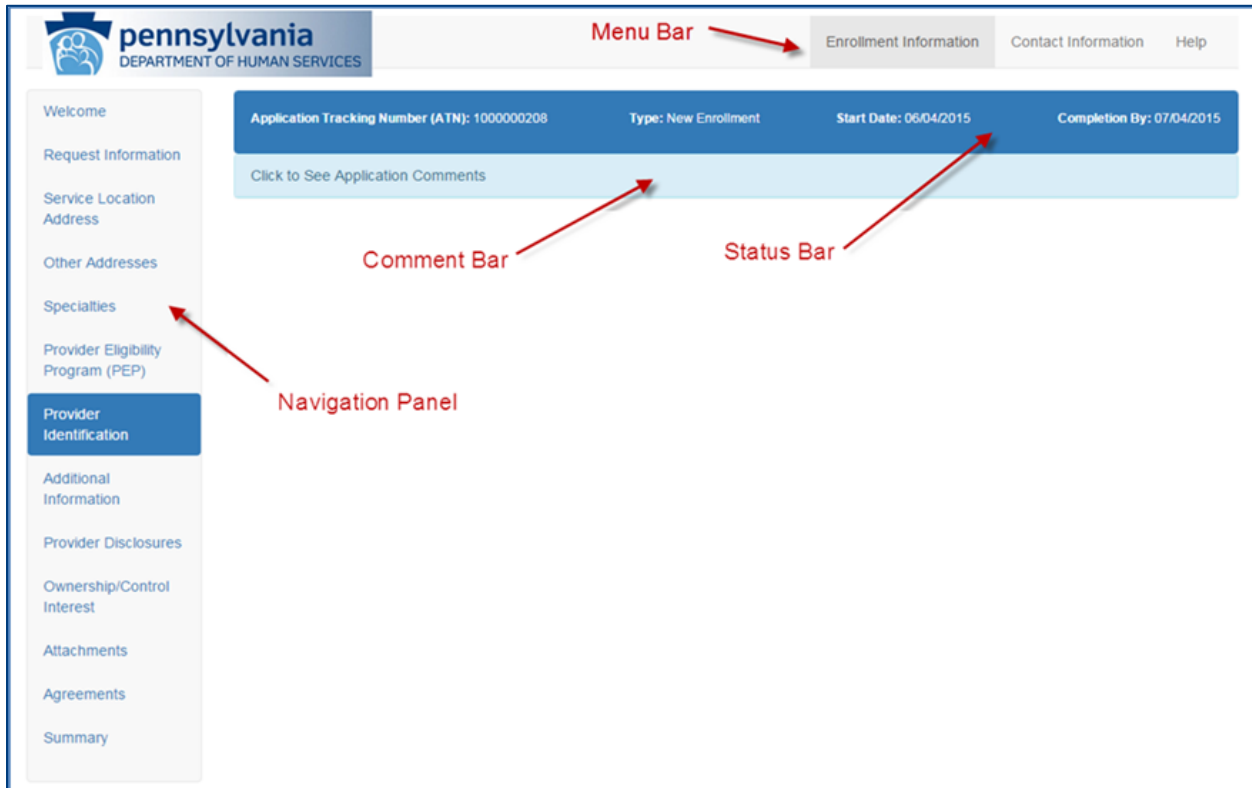 pennsylvania
DEPARTMENT OF HUMAN SERVICES
Menu Bar
Enrollment Information Contact Information Help
Welcome
Request Information
Service Location
Address
Other Addresses
Specialties
Provider Eligibility
Program (PEP)
Provider
Identification
Additional
Information
Provider Disclosures
Ownership/Control
Interest
Attachments
Agreements
Summary
Application Tracking Number (ATN): 1000000208 Type: New Enrollment Start Date: 06/04/2015 Completion By: 07/04/2015
Click to See Application Comments
Comment Bar
Status Bar
Navigation Panel